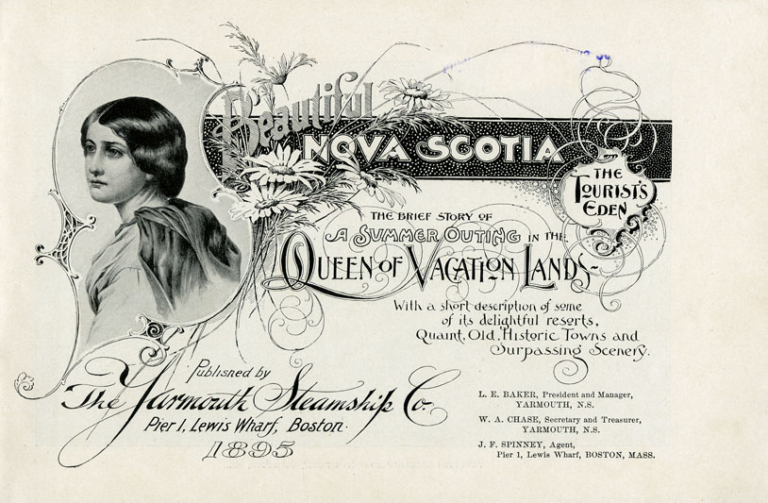 Beautiful
NOVA SCOTIA
THE
TOURIST'S
EDEN
THE BRIEF STORY OF
A SUMMER OUTING IN THE
QUEEN OF VACATION LANDS-
With a short description of some
of its delightful resorts,
Quaint, Old, Historic Towns and
Surpassing Scenery.
Published by
The Yarmouth Steamship Co.
Pier 1, Lewis Wharf, Boston.
1895
L. E. BAKER, President and Manager,
YARMOUTH, N.S.
W. A. CHASE, Secretary and Treasurer,
YARMOUTH, N.S.
J. F. SPINNEY, Agent,
Pier 1, Lewis Wharf, BOSTON, MASS.